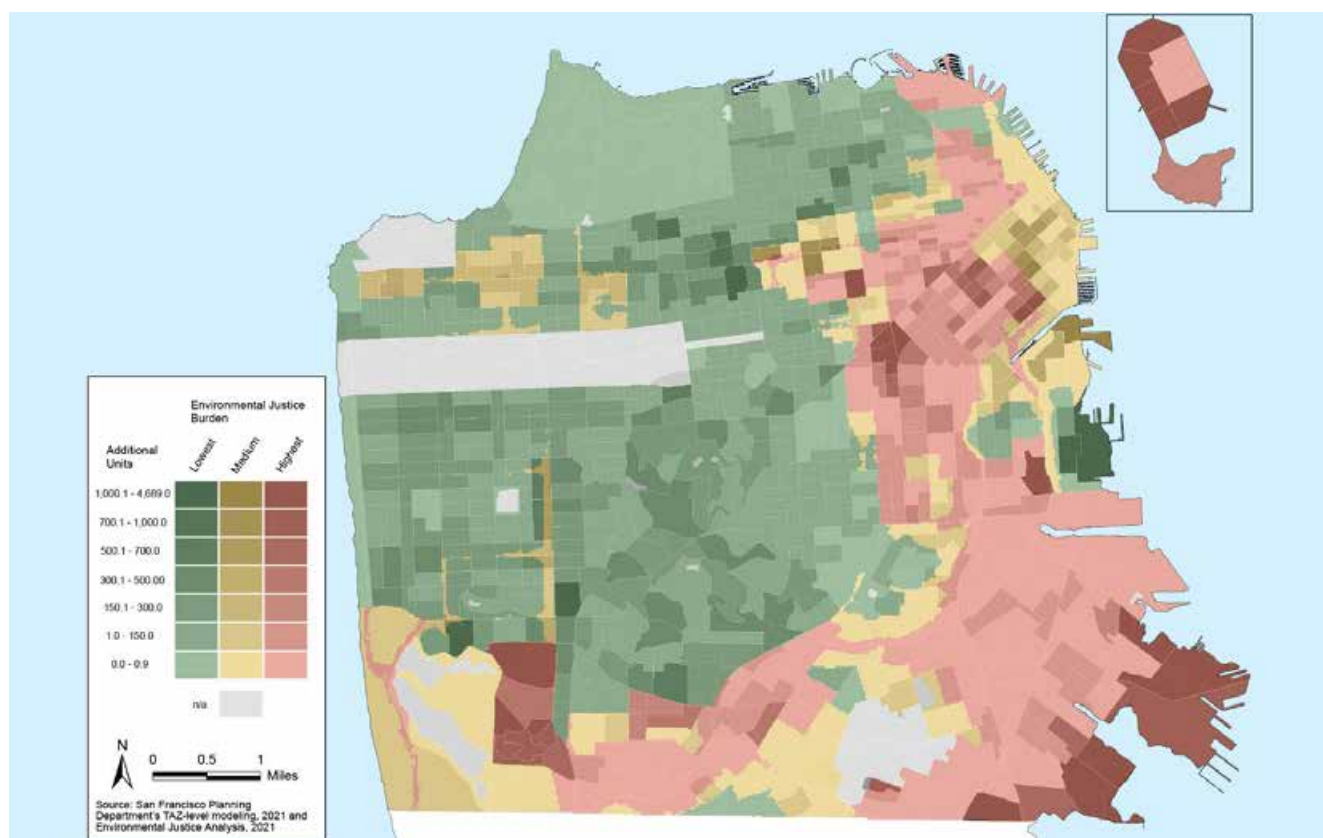 Environmental Justice
Burden
Additional
Units
Lowest
Medium
Highest
1,000.1 - 4,689.0
700.1 - 1,000.0
500.1 - 700.0
300.1 - 500.00
150.1 - 300.0
1.0 - 150.0
0.0 - 0.9
n/a
N
0 0.5 1
Miles
Source: San Francisco Planning
Department's TAZ-level modeling, 2021 and
Environmental Justice Analysis, 2021